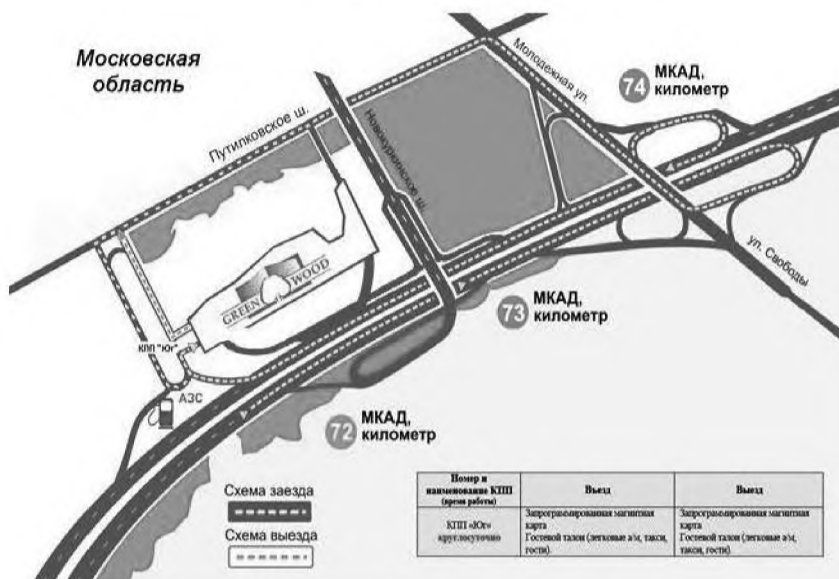 Московская
область
Путилковское ш.
Новокуркинское ш.
Молодежная ул.
74
МКАД,
километр
ул. Свободы
GREEN WOOD
КПП "Юг"
АЗС
73
МКАД,
километр
72
МКАД,
километр
Схема заезда
Схема выезда
Номер и
наименование КПП
(время работы)
Въезд
Выезд
КПП «Юг»
круглосуточно
Запрограммированная магнитная
карта
Гостевой талон (легковые а/м, такси,
гости).
Запрограммированная магнитная
карта
Гостевой талон (легковые а/м,
такси, гости).